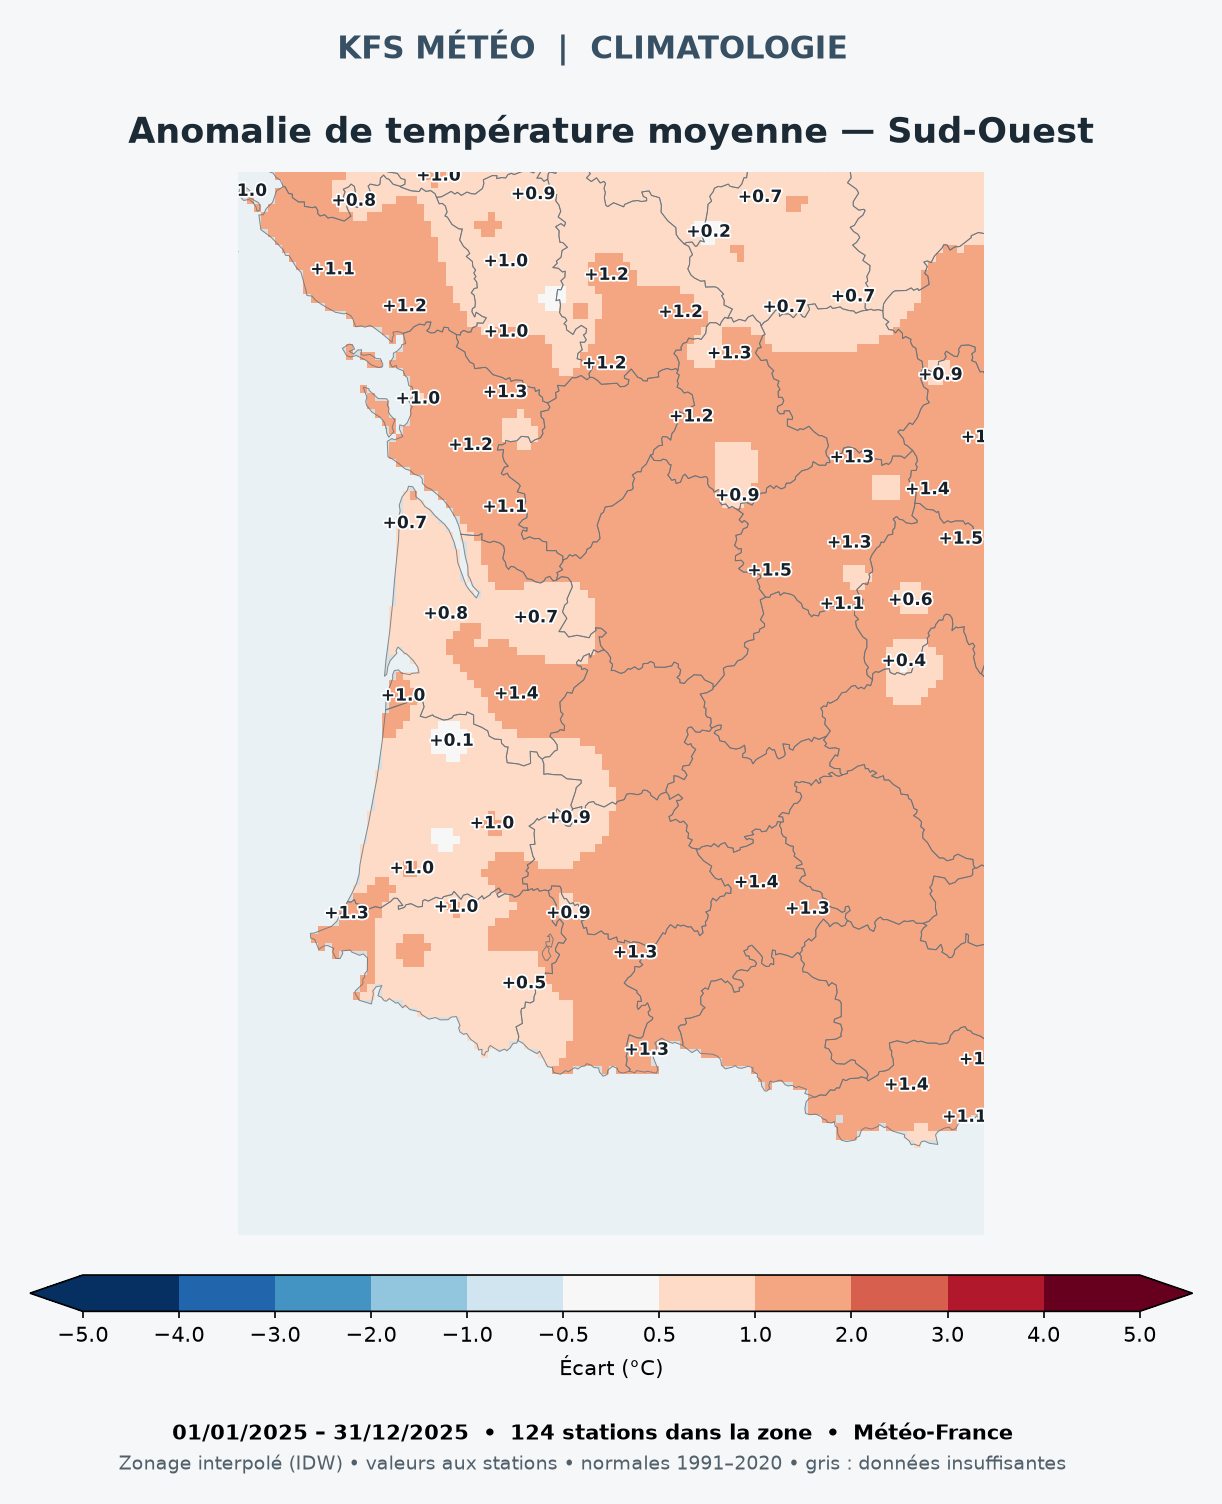 KFS MÉTÉO | CLIMATOLOGIE
Anomalie de température moyenne — Sud-Ouest
+1.0
1.0 +0.8 +0.9 +0.7
+0.2
+1.1 +1.0 +1.2
+1.2 +1.2 +0.7 +0.7
+1.0
+1.2 +1.3
+0.9
+1.0 +1.3
+1.2
+1.2 +1.3 +1
+0.9 +1.4
+1.1
+0.7 +1.3 +1.5
+1.5
+1.1 +0.6
+0.8 +0.7
+0.4
+1.0 +1.4
+0.1
+1.0 +0.9
+1.0 +1.4
+1.3 +1.0 +0.9 +1.3
+1.3
+0.5
+1.3 +1
+1.4
+1.1
−5.0 −4.0 −3.0 −2.0 −1.0 −0.5 0.5 1.0 2.0 3.0 4.0 5.0
Écart (°C)
01/01/2025 – 31/12/2025 • 124 stations dans la zone • Météo-France
Zonage interpolé (IDW) • valeurs aux stations • normales 1991–2020 • gris : données insuffisantes